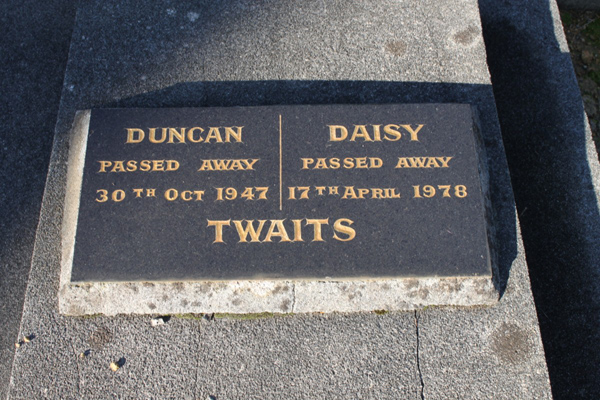 DUNCAN
PASSED AWAY
30TH OCT 1947
DAISY
PASSED AWAY
17TH APRIL 1978
TWAITS